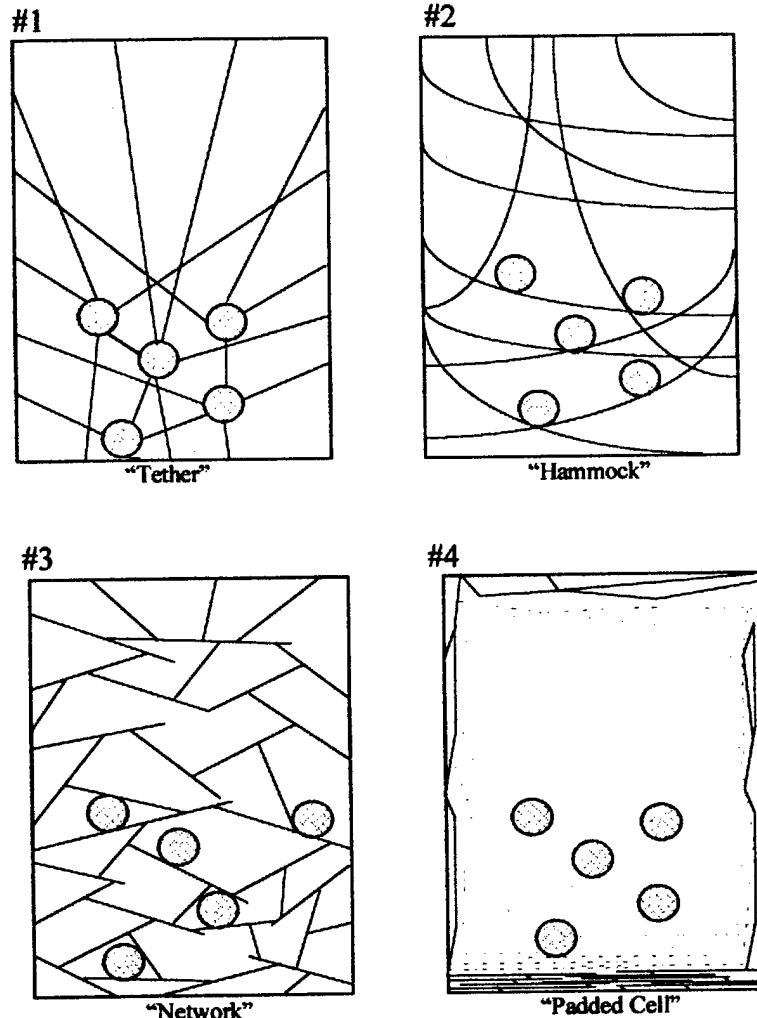 #1
#2
"Tether"
"Hammock"
#3
#4
"Network"
"Padded Cell"